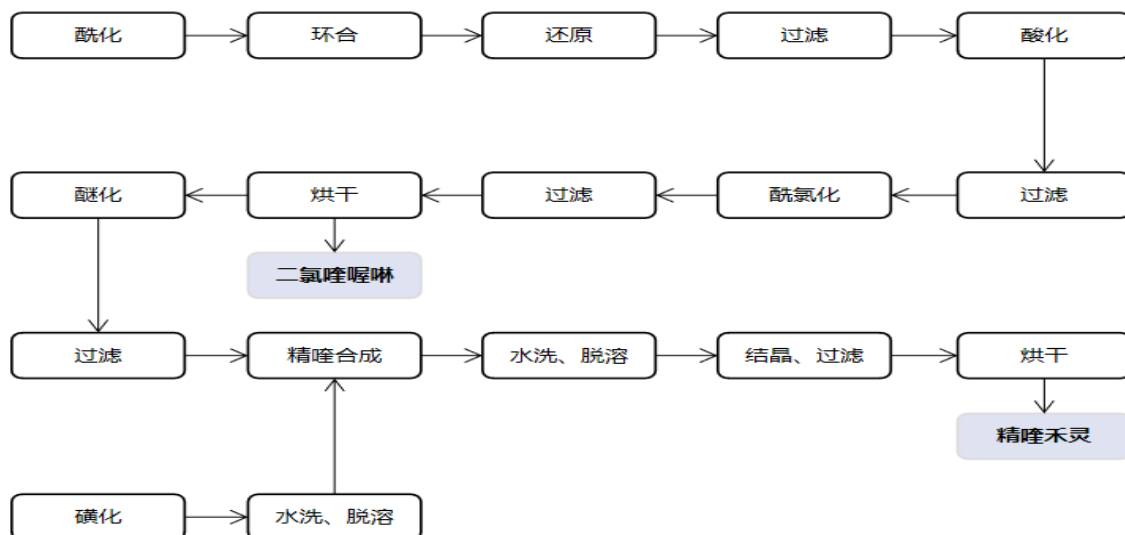 酰化
环合
还原
过滤
酸化
醚化
烘干
过滤
酰氯化
过滤
二氯喹喔啉
过滤
精喹合成
水洗、脱溶
结晶、过滤
烘干
精喹禾灵
磺化
水洗、脱溶